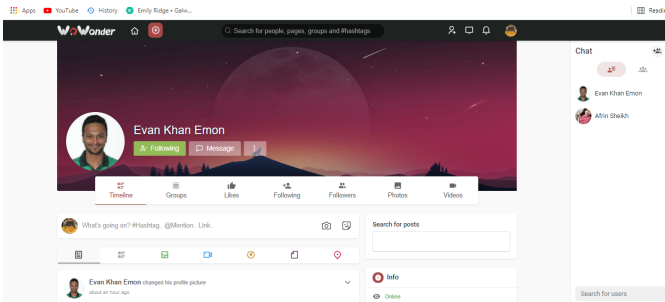 Apps YouTube History Emily Ridge • Galw... Readi
WoWonder Search for people, pages, groups and #hashtags
Chat
Evan Khan Emon
Afrin Sheikh
Evan Khan Emon
Following Message
Timeline Groups Likes Following Followers Photos Videos
What's going on? #Hashtag.. @Mention.. Link..
Search for posts
Evan Khan Emon changed his profile picture
about an hour ago
Info
Online
Search for users